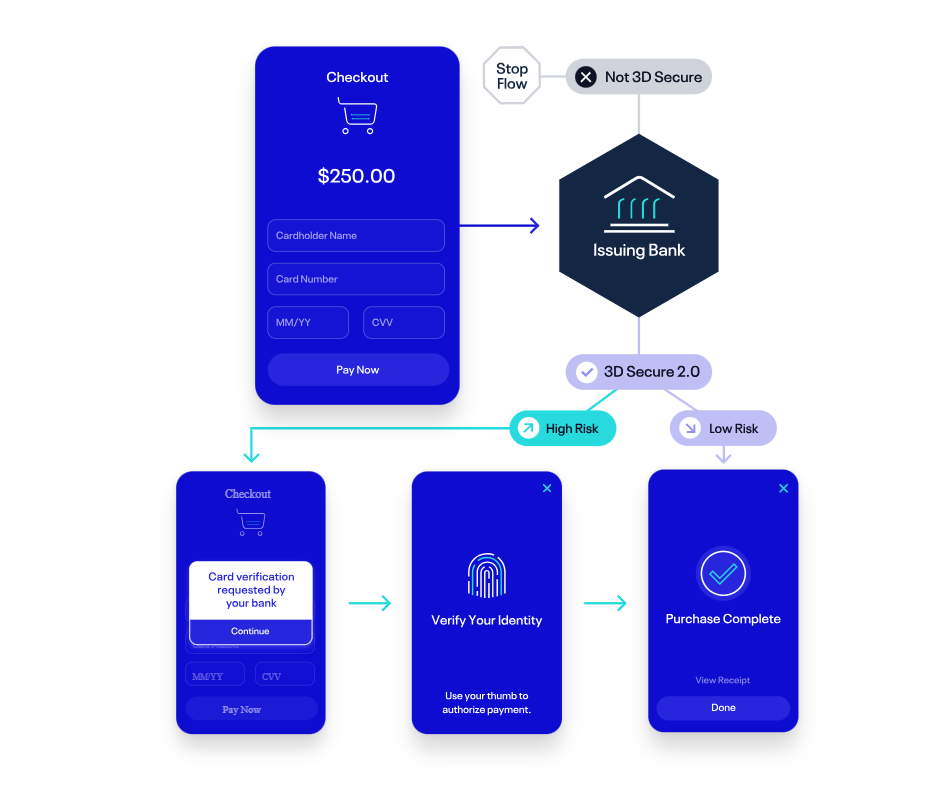 Checkout
$250.00
Cardholder Name
Card Number
MM/YY
CVV
Pay Now
Stop
Flow
Not 3D Secure
Issuing Bank
3D Secure 2.0
High Risk
Low Risk
Checkout
Card verification
requested by
your bank
Continue
MM/YY
CVV
Pay Now
Verify Your Identity
Use your thumb to
authorize payment.
Purchase Complete
View Receipt
Done